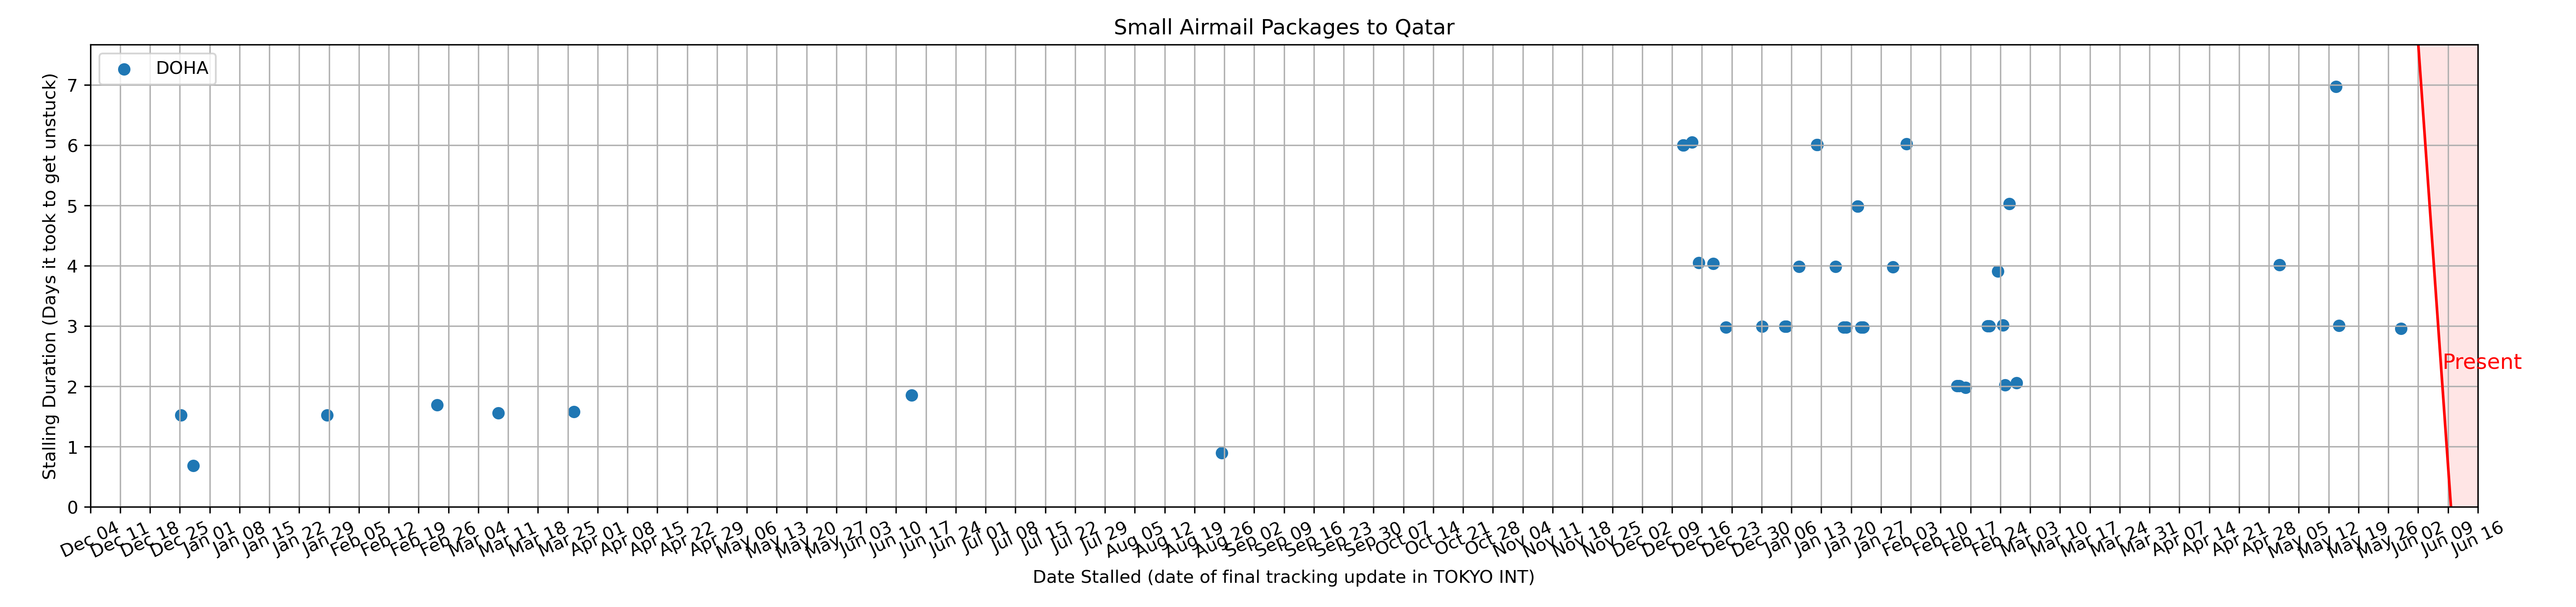 Small Airmail Packages to Qatar
DOHA
Stalling Duration (Days it took to get unstuck)
7
6
5
4
3
2
1
0
Present
Dec 04
Dec 11
Dec 18
Dec 25
Jan 01
Jan 08
Jan 15
Jan 22
Jan 29
Feb 05
Feb 12
Feb 19
Feb 26
Mar 04
Mar 11
Mar 18
Mar 25
Apr 01
Apr 08
Apr 15
Apr 22
Apr 29
May 06
May 13
May 20
May 27
Jun 03
Jun 10
Jun 17
Jun 24
Jul 01
Jul 08
Jul 15
Jul 22
Jul 29
Aug 05
Aug 12
Aug 19
Aug 26
Sep 02
Sep 09
Sep 16
Sep 23
Sep 30
Oct 07
Oct 14
Oct 21
Oct 28
Nov 04
Nov 11
Nov 18
Nov 25
Dec 02
Dec 09
Dec 16
Dec 23
Dec 30
Jan 06
Jan 13
Jan 20
Jan 27
Feb 03
Feb 10
Feb 17
Feb 24
Mar 03
Mar 10
Mar 17
Mar 24
Mar 31
Apr 07
Apr 14
Apr 21
Apr 28
May 05
May 12
May 19
May 26
Jun 02
Jun 09
Jun 16
Date Stalled (date of final tracking update in TOKYO INT)